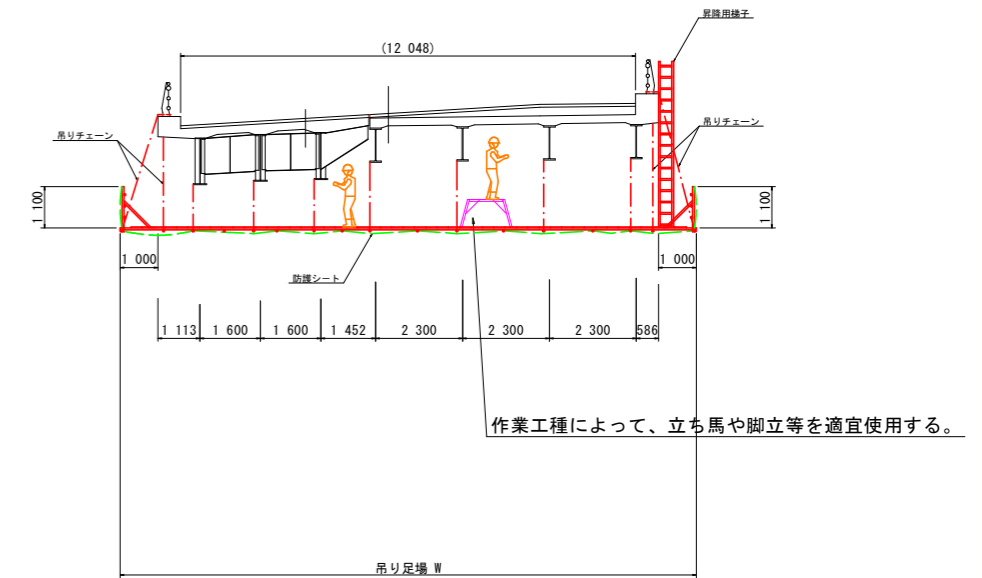 昇降用梯子
(12 048)
吊りチェーン
吊りチェーン
1 100
1 100
1 000
防護シート
1 000
1 113
1 600
1 600
1 452
2 300
2 300
2 300
586
作業工種によって、立ち馬や脚立等を適宜使用する。
吊り足場 W